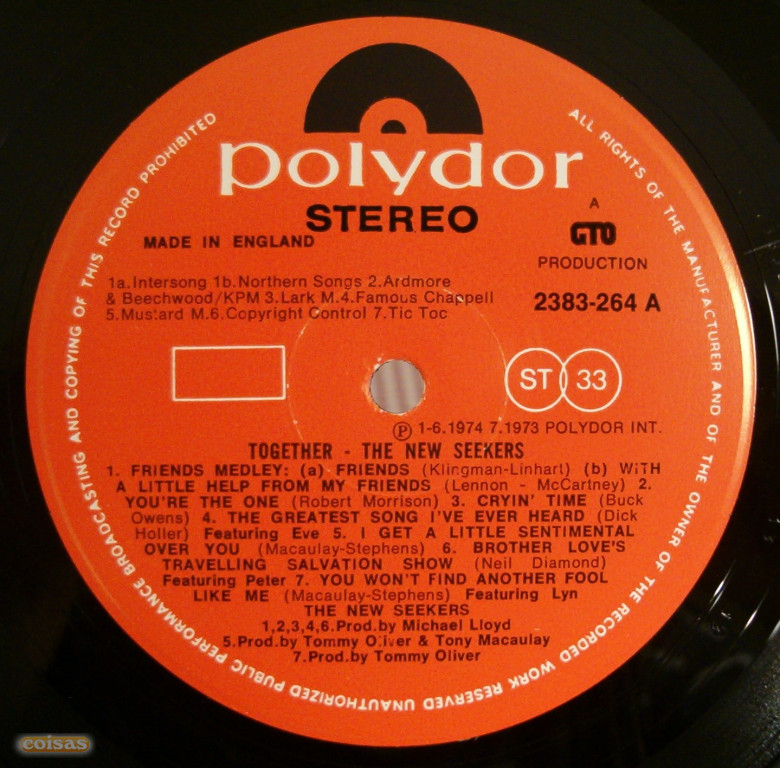 polydor
STEREO
MADE IN ENGLAND
A
GTO
PRODUCTION
1a.Intersong 1b.Northern Songs 2.Ardmore
& Beechwood/KPM 3.Lark M.4.Famous Chappell
5.Mustard M.6.Copyright Control 7.Tic Toc
2383-264 A
ST 33
Ⓟ 1-6.1974 7.1973 POLYDOR INT.
TOGETHER - THE NEW SEEKERS
1. FRIENDS MEDLEY: (a) FRIENDS (Klingman-Linhart) (b) WITH
A LITTLE HELP FROM MY FRIENDS (Lennon - McCartney) 2.
YOU'RE THE ONE (Robert Morrison) 3. CRYIN' TIME (Buck
Owens) 4. THE GREATEST SONG I'VE EVER HEARD (Dick
Holler) Featuring Eve 5. I GET A LITTLE SENTIMENTAL
OVER YOU (Macaulay-Stephens) 6. BROTHER LOVE'S
TRAVELLING SALVATION SHOW (Neil Diamond)
Featuring Peter 7. YOU WON'T FIND ANOTHER FOOL
LIKE ME (Macaulay-Stephens) Featuring Lyn
THE NEW SEEKERS
1,2,3,4,6.Prod.by Michael Lloyd
5.Prod.by Tommy Oliver & Tony Macaulay
7.Prod.by Tommy Oliver
ALL RIGHTS OF THE MANUFACTURER AND OF THE OWNER OF THE RECORDED WORK RESERVED UNAUTHORIZED PUBLIC PERFORMANCE BROADCASTING AND COPYING OF THIS RECORD PROHIBITED
coisas